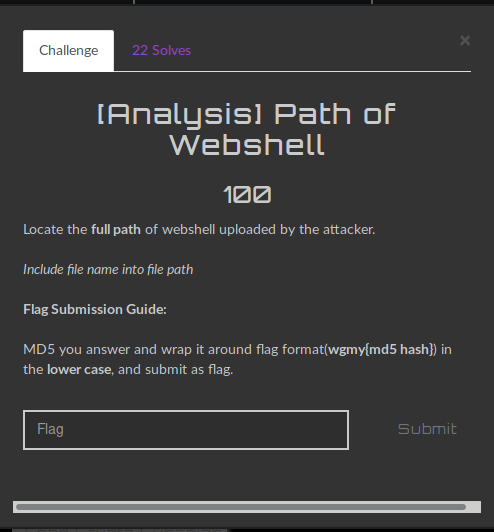 Challenge
22 Solves
×
[Analysis] Path of
Webshell
100
Locate the full path of webshell uploaded by the attacker.
Include file name into file path
Flag Submission Guide:
MD5 you answer and wrap it around flag format(wgmy{md5 hash}) in
the lower case, and submit as flag.
Flag
Submit